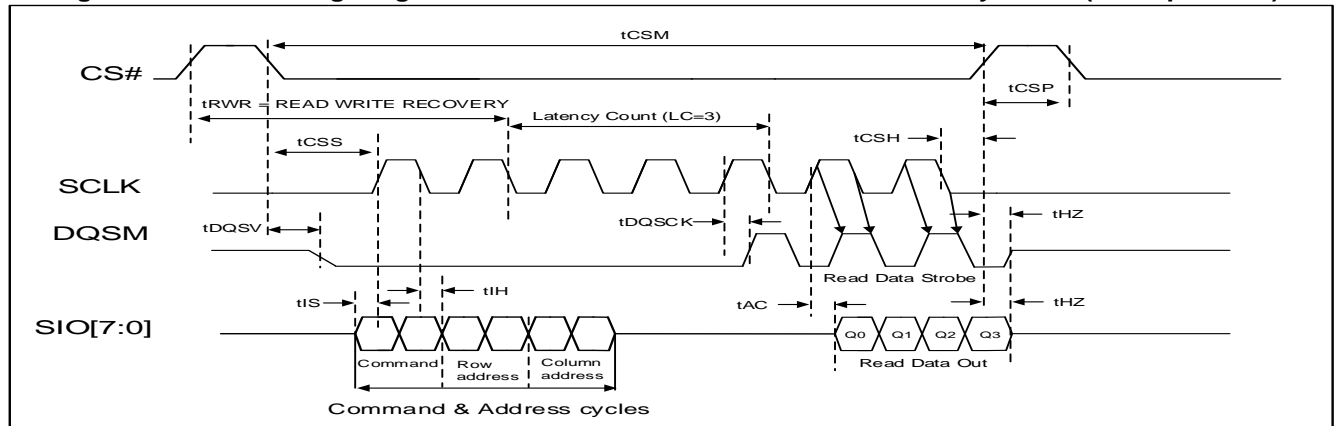 tCSM
CS#
tCSP
tRWR = READ WRITE RECOVERY
Latency Count (LC=3)
tCSS
tCSH
SCLK
tDQSV
tDQSCK
tHZ
DQSM
Read Data Strobe
tIS
tIH
tAC
tHZ
SIO[7:0]
Q0 Q1 Q2 Q3
Command
Row address
Column address
Read Data Out
Command & Address cycles